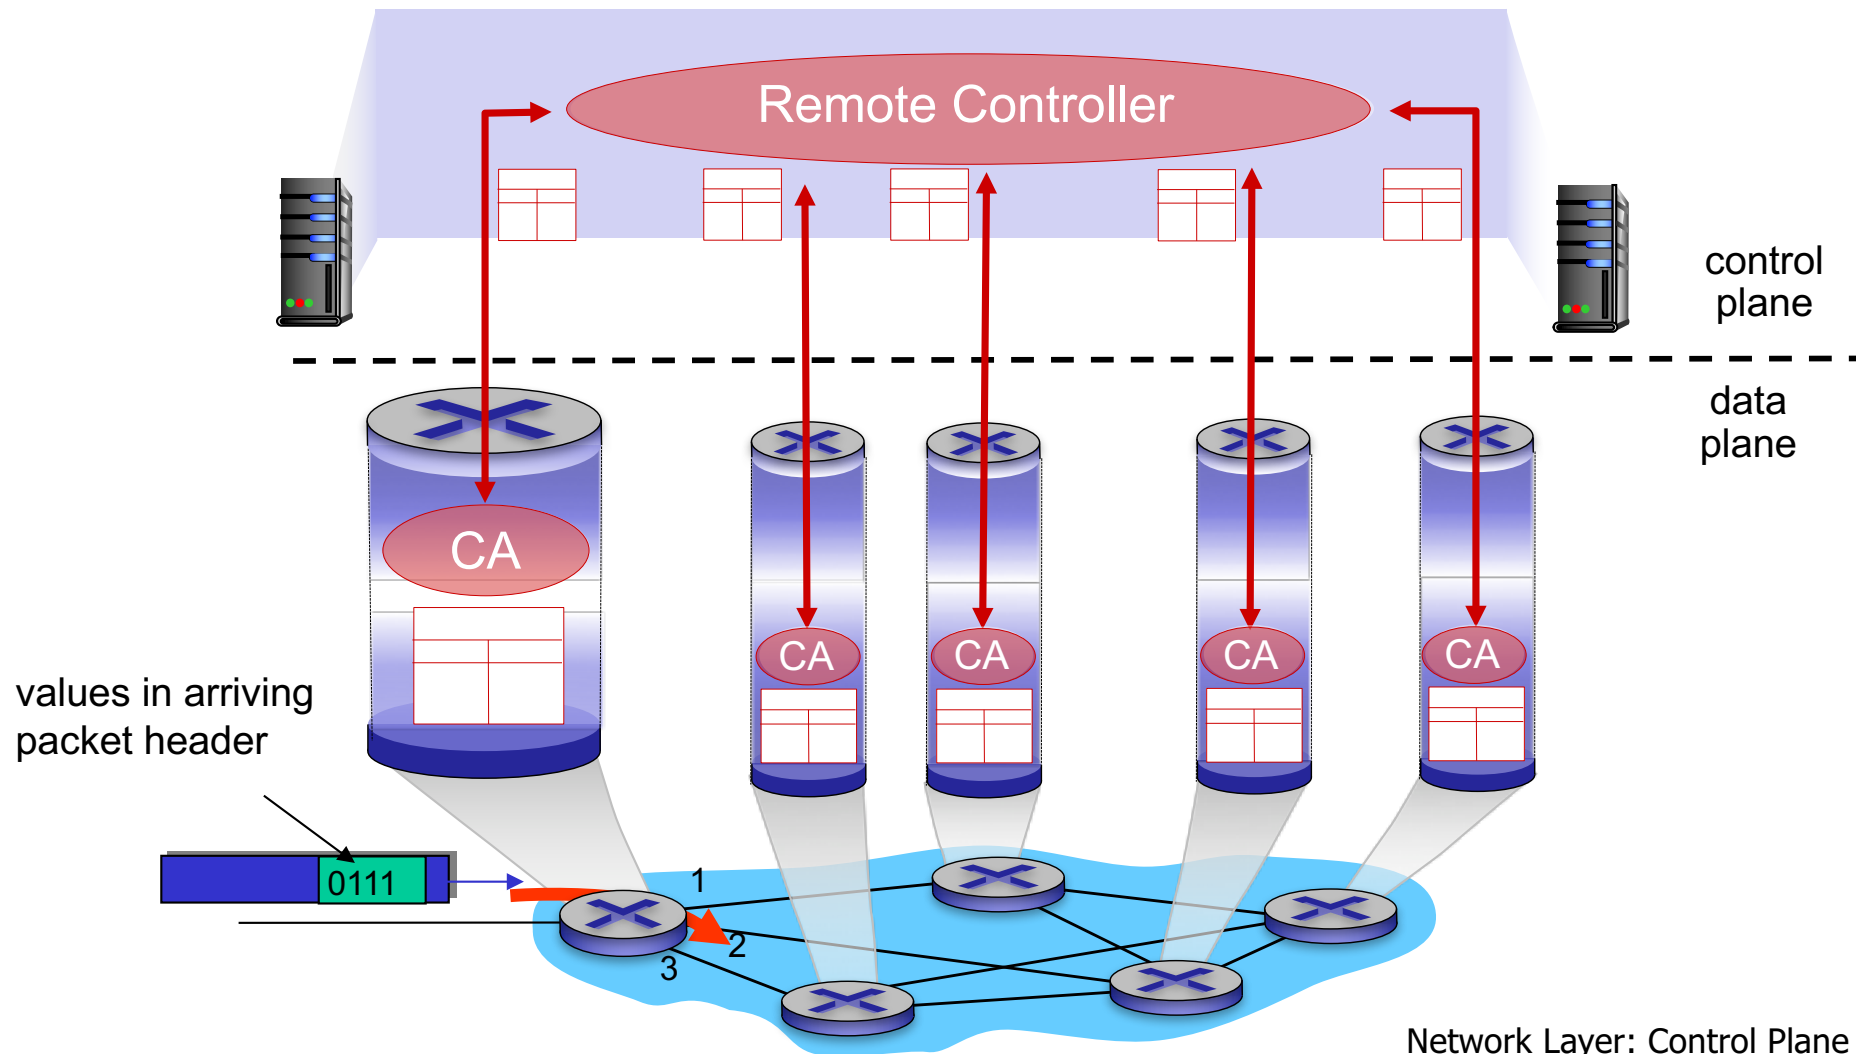 Remote Controller
control
plane
data
plane
CA
CA
CA
CA
CA
values in arriving
packet header
0111
1
2
3
Network Layer: Control Plane